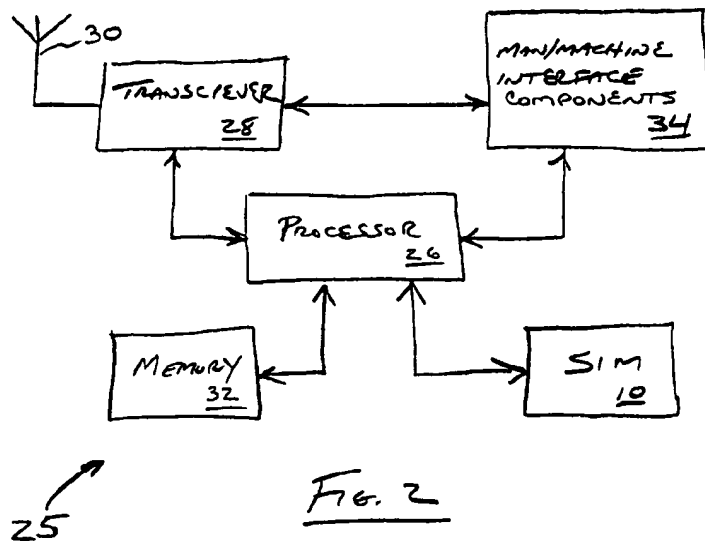 30
TRANSCIEVER
28
MAN/MACHINE
INTERFACE
COMPONENTS
34
PROCESSOR
26
MEMORY
32
SIM
10
25
FIG. 2